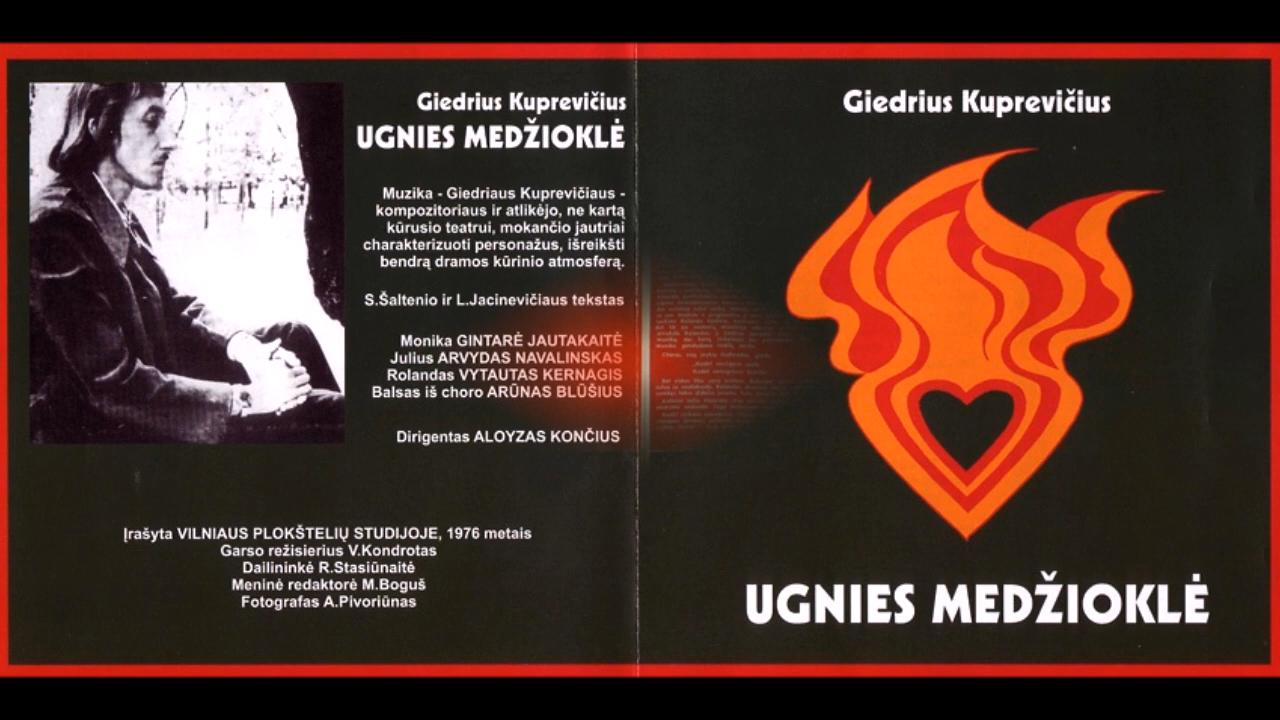 Giedrius Kuprevičius
UGNIES MEDŽIOKLĖ
Muzika - Giedriaus Kuprevičiaus -
kompozitoriaus ir atlikėjo, ne kartą
kūrusio teatrui, mokančio jautriai
charakterizuoti personažus, išreikšti
bendrą dramos kūrinio atmosferą.
S.Šaltenio ir L.Jacinevičiaus tekstas
Monika GINTARĖ JAUTAKAITĖ
Julius ARVYDAS NAVALINSKAS
Rolandas VYTAUTAS KERNAGIS
Balsas iš choro ARŪNAS BLŪŠIUS
Dirigentas ALOYZAS KONČIUS
Įrašyta VILNIAUS PLOKŠTELIŲ STUDIJOJE, 1976 metais
Garso režisierius V.Kondrotas
Dailininkė R.Stasiūnaitė
Meninė redaktorė M.Boguš
Fotografas A.Pivoriūnas
Giedrius Kuprevičius
UGNIES MEDŽIOKLĖ